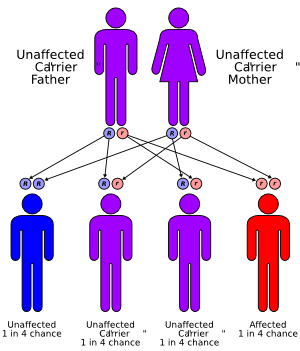 Unaffected
"Carrier"
Father
Unaffected
"Carrier"
Mother
R r R r
R R R r R r r r
Unaffected
1 in 4 chance
Unaffected
"Carrier"
1 in 4 chance
Unaffected
"Carrier"
1 in 4 chance
Affected
1 in 4 chance